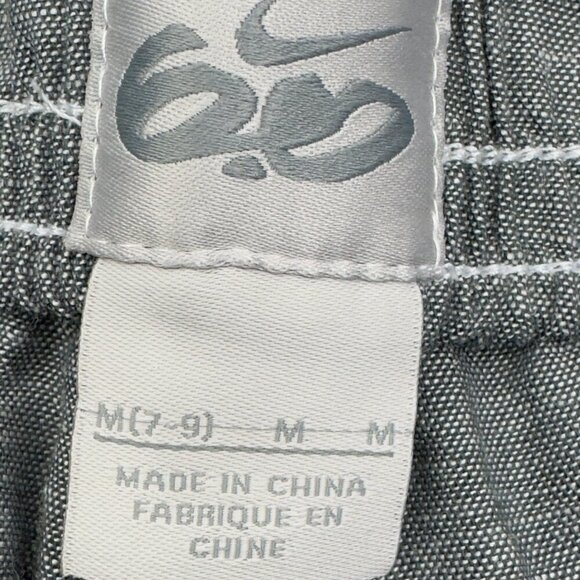 6.0
M(7-9) M M
MADE IN CHINA
FABRIQUE EN
CHINE